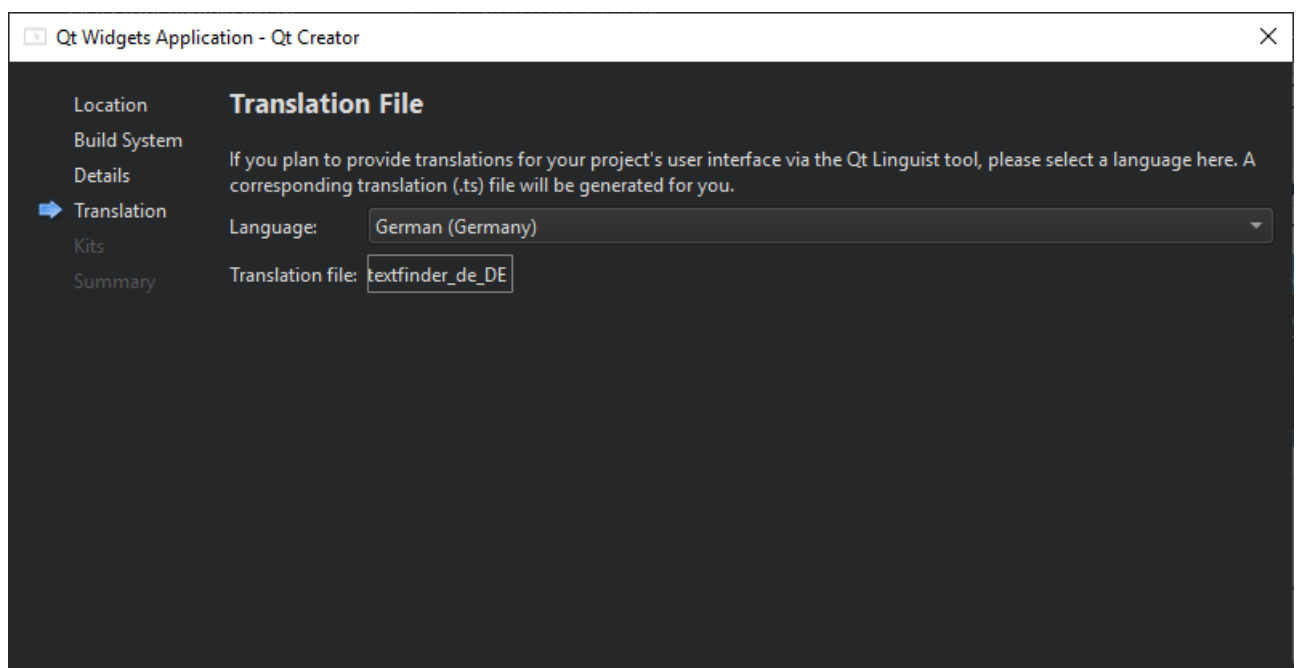 Qt Widgets Application - Qt Creator
Location
Build System
Details
Translation
Kits
Summary
Translation File
If you plan to provide translations for your project's user interface via the Qt Linguist tool, please select a language here. A
corresponding translation (.ts) file will be generated for you.
Language: German (Germany)
Translation file: textfinder_de_DE